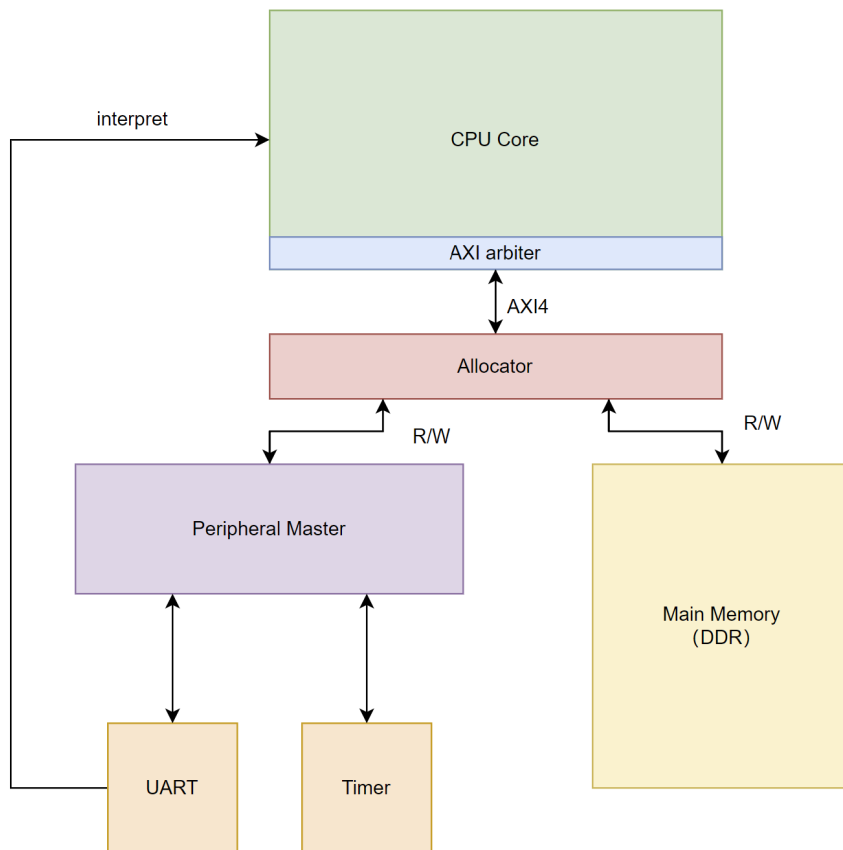 interpret
CPU Core
AXI arbiter
AXI4
Allocator
R/W
R/W
Peripheral Master
Main Memory
（DDR）
UART
Timer